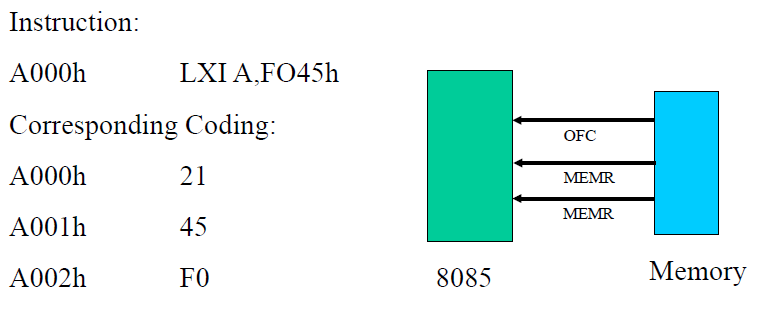 Instruction:
A000h LXI A,FO45h
Corresponding Coding:
A000h 21
A001h 45
A002h F0
OFC
MEMR
MEMR
8085
Memory